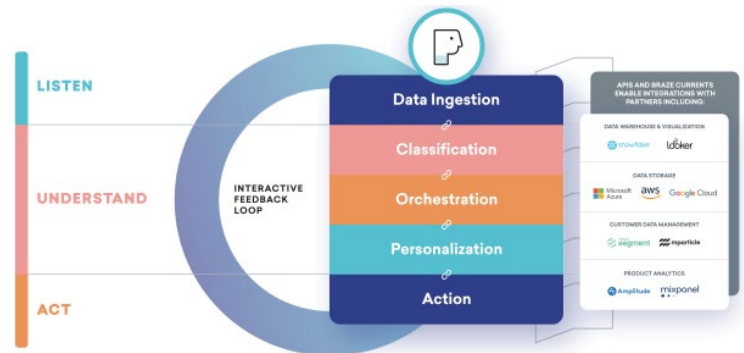 LISTEN
UNDERSTAND
ACT
INTERACTIVE
FEEDBACK
LOOP
Data Ingestion
Classification
Orchestration
Personalization
Action
APIS AND BRAZE CURRENTS
ENABLE INTEGRATIONS WITH
PARTNERS INCLUDING:
DATA WAREHOUSE & VISUALIZATION
snowflake looker
DATA STORAGE
Microsoft
Azure aws Google Cloud
CUSTOMER DATA MANAGEMENT
segment mparticle
PRODUCT ANALYTICS
Amplitude mixpanel